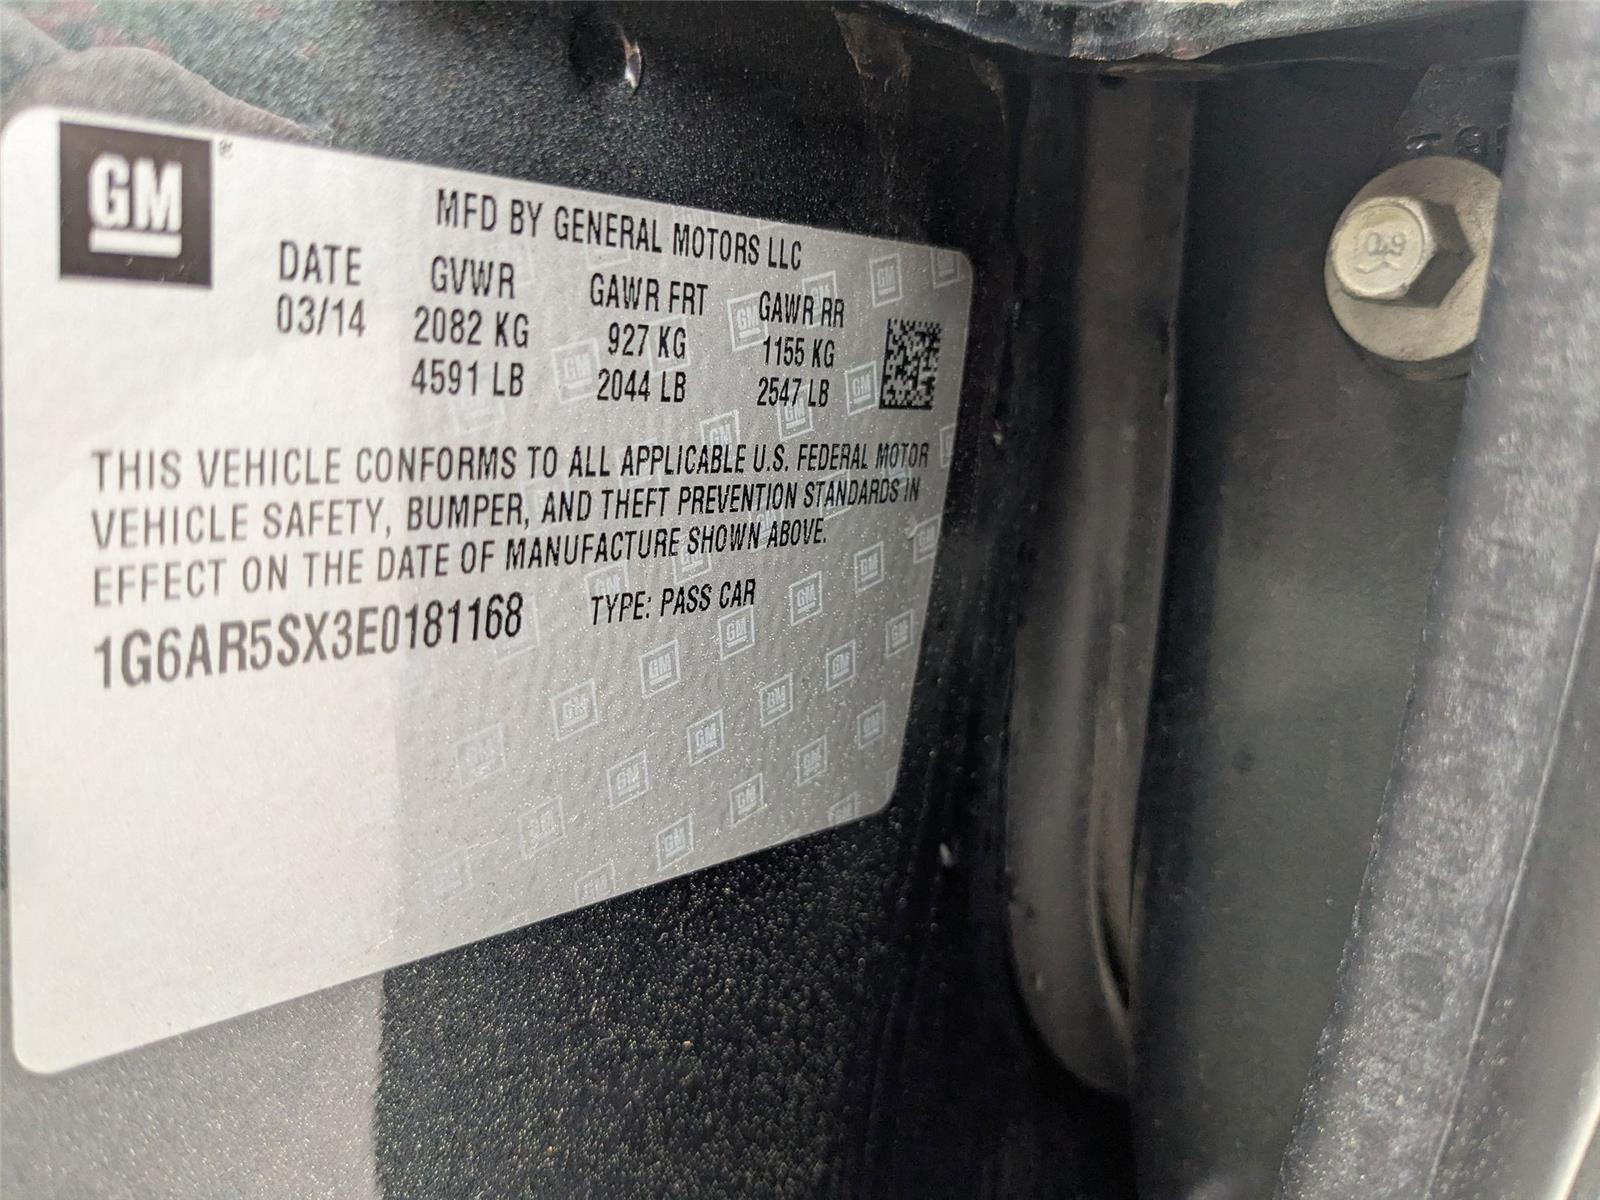 GM®
MFD BY GENERAL MOTORS LLC
DATE GVWR GAWR FRT GAWR RR
03/14 2082 KG 927 KG 1155 KG
4591 LB 2044 LB 2547 LB
THIS VEHICLE CONFORMS TO ALL APPLICABLE U.S. FEDERAL MOTOR
VEHICLE SAFETY, BUMPER, AND THEFT PREVENTION STANDARDS IN
EFFECT ON THE DATE OF MANUFACTURE SHOWN ABOVE.
1G6AR5SX3E0181168 TYPE: PASS CAR